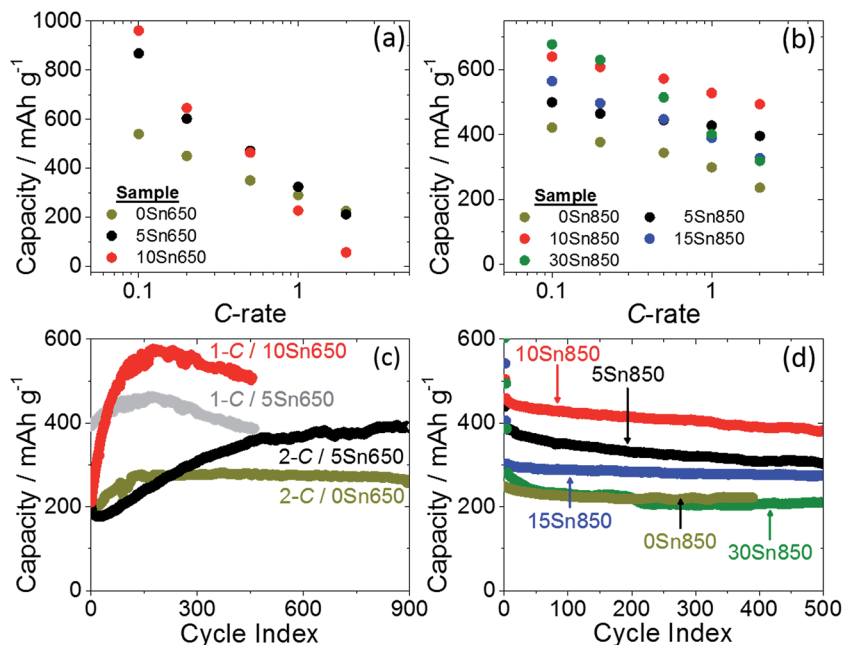 1000
800
600
400
200
0
Capacity / mAh g⁻¹
(a)
Sample
0Sn650
5Sn650
10Sn650
0.1
1
C-rate
600
400
200
0
Capacity / mAh g⁻¹
(b)
Sample
0Sn850
5Sn850
10Sn850
15Sn850
30Sn850
0.1
1
C-rate
600
400
200
0
Capacity / mAh g⁻¹
(c)
1-C / 10Sn650
1-C / 5Sn650
2-C / 5Sn650
2-C / 0Sn650
0
300
600
900
Cycle Index
600
400
200
0
Capacity / mAh g⁻¹
(d)
10Sn850
5Sn850
15Sn850
0Sn850
30Sn850
0
100
200
300
400
500
Cycle Index